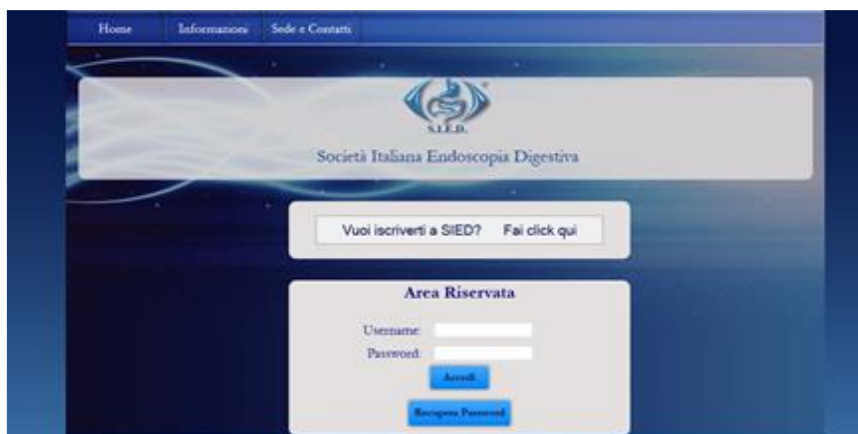 Home Informazioni Sede e Contatti
S.I.E.D.
Società Italiana Endoscopia Digestiva
Vuoi iscriverti a SIED? Fai click qui
Area Riservata
Username:
Password:
Accedi
Recupera Password